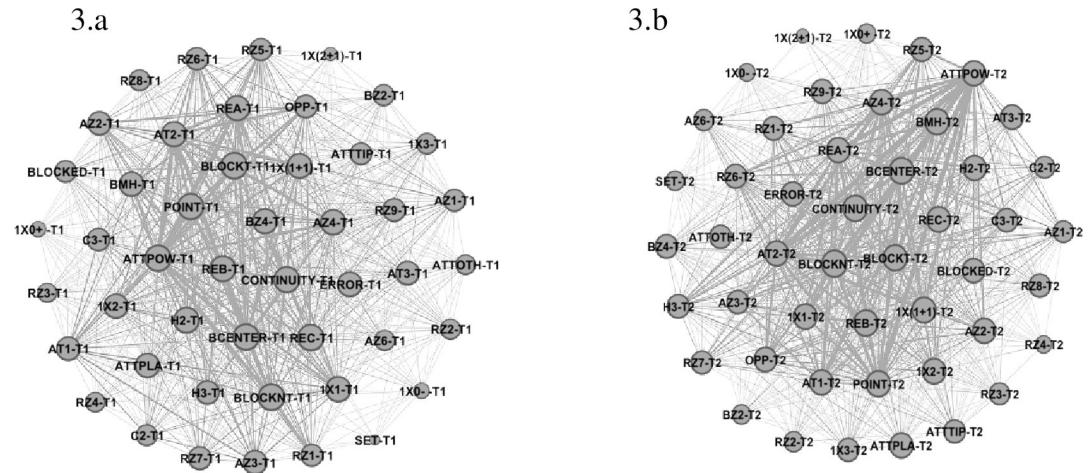 3.a
RZ5-T1
1X(2+1)-T1
RZ6-T1
RZ8-T1
BZ2-T1
REA-T1
OPP-T1
AZ2-T1
AT2-T1
1X3-T1
ATTTIP-T1
BLOCKT-T1
1X(1+1)-T1
BLOCKED-T1
BMH-T1
AZ1-T1
POINT-T1
RZ9-T1
BZ4-T1
AZ4-T1
1X0+-T1
C3-T1
ATTPOW-T1
ATTOTH-T1
REB-T1
AT3-T1
CONTINUITY-T1
ERROR-T1
RZ3-T1
1X2-T1
H2-T1
RZ2-T1
BCENTER-T1
REC-T1
AZ6-T1
AT1-T1
ATTPLA-T1
H3-T1
1X1-T1
1X0--T1
BLOCKNT-T1
RZ4-T1
C2-T1
SET-T1
RZ7-T1
AZ3-T1
RZ1-T1
3.b
1X(2+1)-T2
1X0+-T2
RZ5-T2
1X0--T2
ATTPOW-T2
RZ9-T2
AZ4-T2
AZ6-T2
RZ1-T2
BMH-T2
AT3-T2
REA-T2
SET-T2
RZ6-T2
BCENTER-T2
H2-T2
C2-T2
ERROR-T2
CONTINUITY-T2
REC-T2
C3-T2
AZ1-T2
BZ4-T2
ATTOTH-T2
AT2-T2
BLOCKNT-T2
BLOCKT-T2
BLOCKED-T2
RZ8-T2
H3-T2
AZ3-T2
1X1-T2
REB-T2
1X(1+1)-T2
AZ2-T2
RZ4-T2
RZ7-T2
OPP-T2
AT1-T2
POINT-T2
1X2-T2
RZ3-T2
BZ2-T2
RZ2-T2
1X3-T2
ATTPLA-T2
ATTTIP-T2